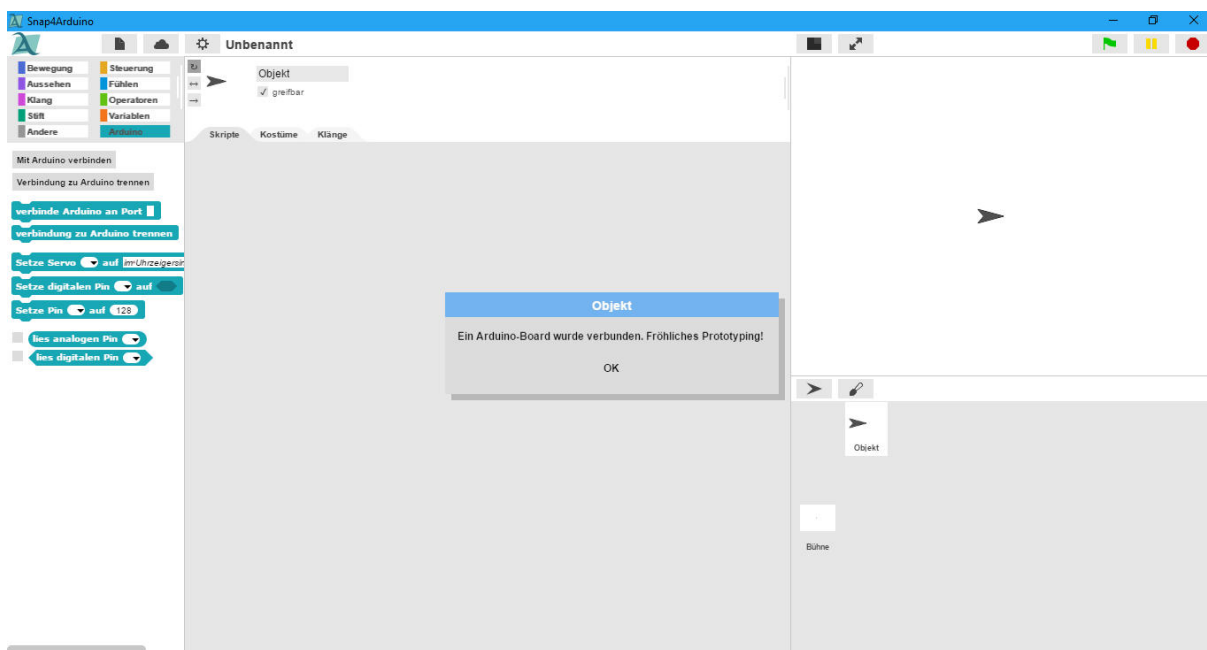 Snap4Arduino
Unbenannt
Bewegung Steuerung
Aussehen Fühlen
Klang Operatoren
Stift Variablen
Andere Arduino
Mit Arduino verbinden
Verbindung zu Arduino trennen
verbinde Arduino an Port
verbindung zu Arduino trennen
Setze Servo auf im Uhrzeigersin
Setze digitalen Pin auf
Setze Pin auf 128
lies analogen Pin
lies digitalen Pin
Objekt
greifbar
Skripte Kostüme Klänge
Objekt
Ein Arduino-Board wurde verbunden. Fröhliches Prototyping!
OK
Objekt
Bühne